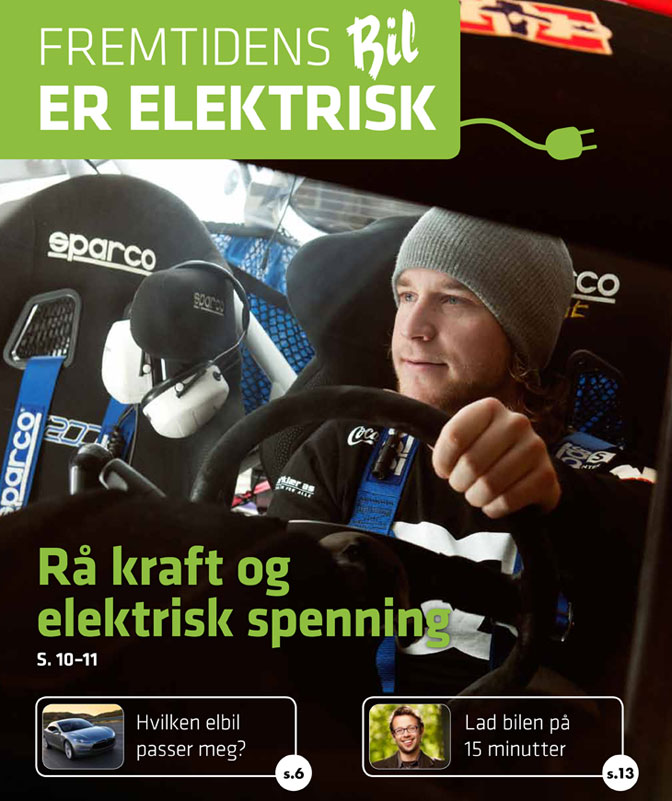 FREMTIDENS Bil
ER ELEKTRISK
sparco
sparco
sparco
Rå kraft og
elektrisk spenning
S. 10–11
Hvilken elbil
passer meg?
s.6
Lad bilen på
15 minutter
s.13